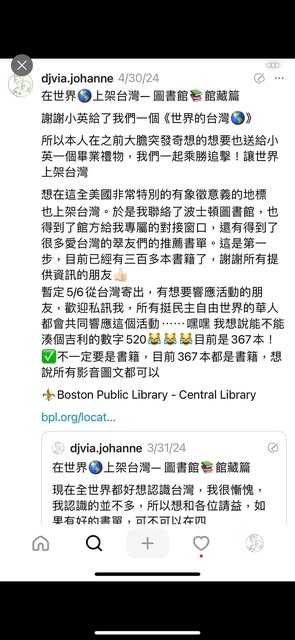 djvia.johanne 4/30/24
在世界🌏上架台灣— 圖書館📚館藏篇
謝謝小英給了我們一個《世界的台灣🌏》
所以本人在之前大膽突發奇想的想要也送給小
英一個畢業禮物，我們一起乘勝追擊！讓世界
上架台灣
想在這全美國非常特別的有象徵意義的地標
也上架台灣。於是我聯絡了波士頓圖書館，也
得到了館方給我專屬的對接窗口，還有得到了
很多愛台灣的翠友們的推薦書單。這是第一
步，目前已經有三百多本書籍了，謝謝所有提
供資訊的朋友👍🏻
暫定 5/6從台灣寄出，有想要響應活動的朋
友，歡迎私訊我，所有挺民主自由世界的華人
都會共同響應這個活動⋯⋯嘿嘿 我想說能不能
湊個吉利的數字 520😹😹😹目前是 367本！
✅不一定要是書籍，目前 367本都是書籍，想
說所有影音圖文都可以
⚜️Boston Public Library - Central Library
bpl.org/locat...
djvia.johanne 3/31/24
在世界🌏上架台灣— 圖書館📚館藏篇
現在全世界都好想認識台灣，我很慚愧，
我認識的並不多，所以想和各位請益，如
果有好的書單，可不可以在四